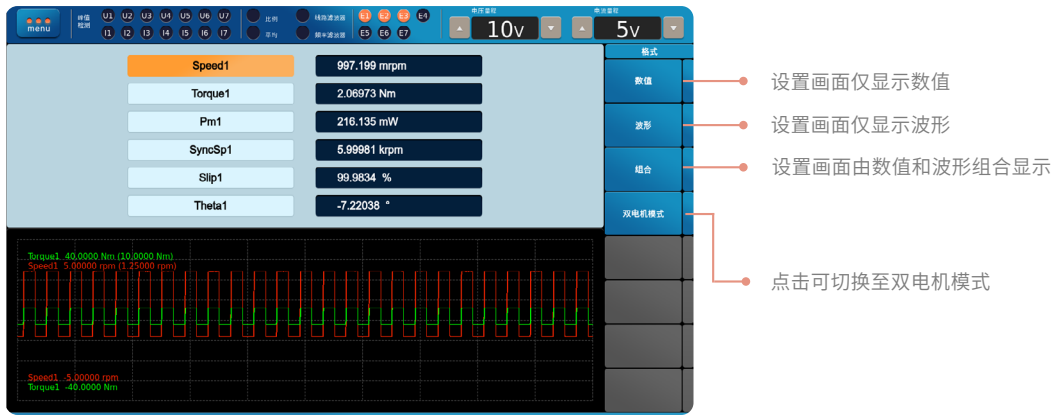 menu
峰值
检测
U1 U2 U3 U4 U5 U6 U7
I1 I2 I3 I4 I5 I6 I7
比例
平均
线路滤波器
频率滤波器
E1 E2 E3 E4
E5 E6 E7
电压量程
10V
电流量程
5V
格式
数值
波形
组合
双电机模式
Speed1 997.199 mrpm
Torque1 2.06973 Nm
Pm1 216.135 mW
SyncSp1 5.99981 krpm
Slip1 99.9834 %
Theta1 -7.22038 °
Torque1 40.0000 Nm (10.0000 Nm)
Speed1 5.00000 rpm (1.25000 rpm)
Speed1 -5.00000 rpm
Torque1 -40.0000 Nm
设置画面仅显示数值
设置画面仅显示波形
设置画面由数值和波形组合显示
点击可切换至双电机模式